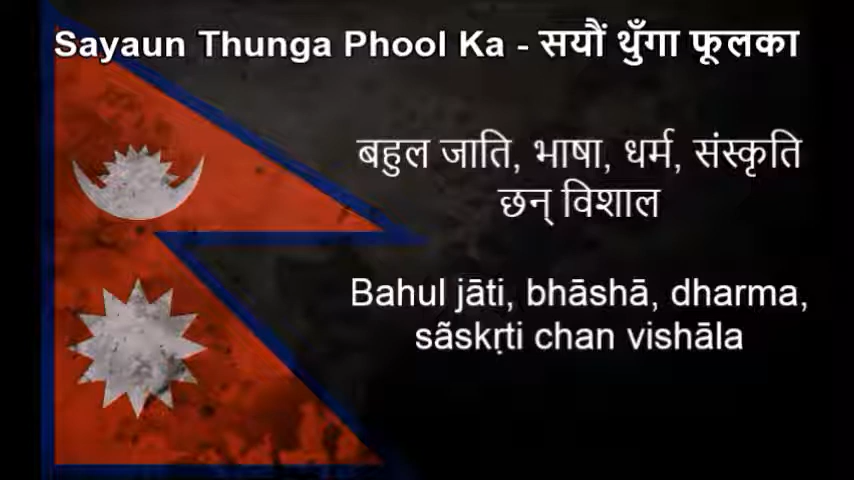 Sayaun Thunga Phool Ka - सयौं थुँगा फूलका
बहुल जाति, भाषा, धर्म, संस्कृति
छन् विशाल
Bahul jāti, bhāshā, dharma,
sãskṛti chan vishāla